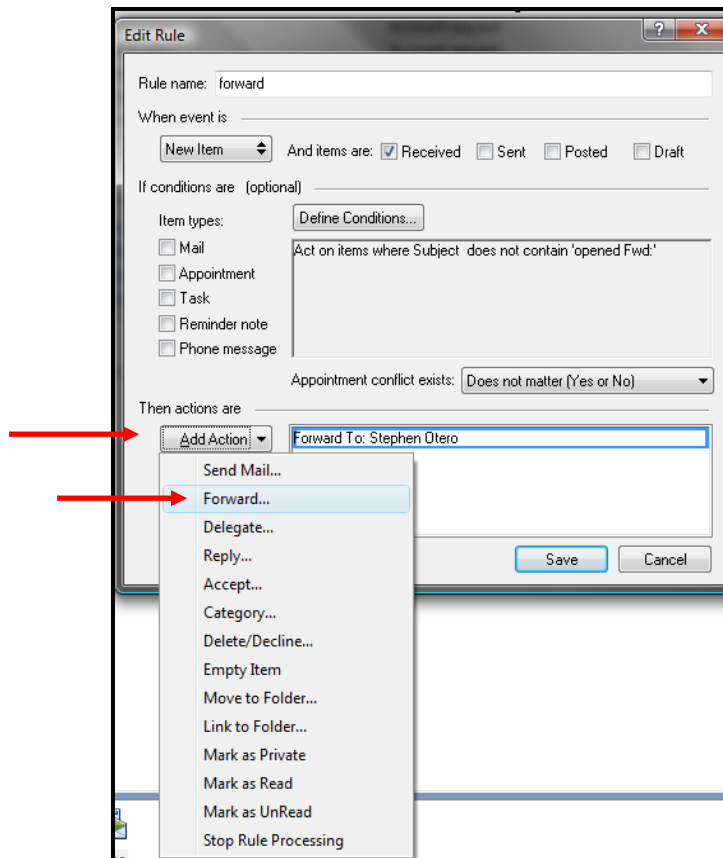 Edit Rule
?
X
Rule name: forward
When event is
New Item And items are: Received Sent Posted Draft
If conditions are (optional)
Item types: Define Conditions...
Mail
Act on items where Subject does not contain 'opened Fwd:'
Appointment
Task
Reminder note
Phone message
Appointment conflict exists: Does not matter (Yes or No)
Then actions are
Add Action Forward To: Stephen Otero
Send Mail...
Forward...
Delegate...
Reply...
Save Cancel
Accept...
Category...
Delete/Decline...
Empty Item
Move to Folder...
Link to Folder...
Mark as Private
Mark as Read
Mark as UnRead
Stop Rule Processing